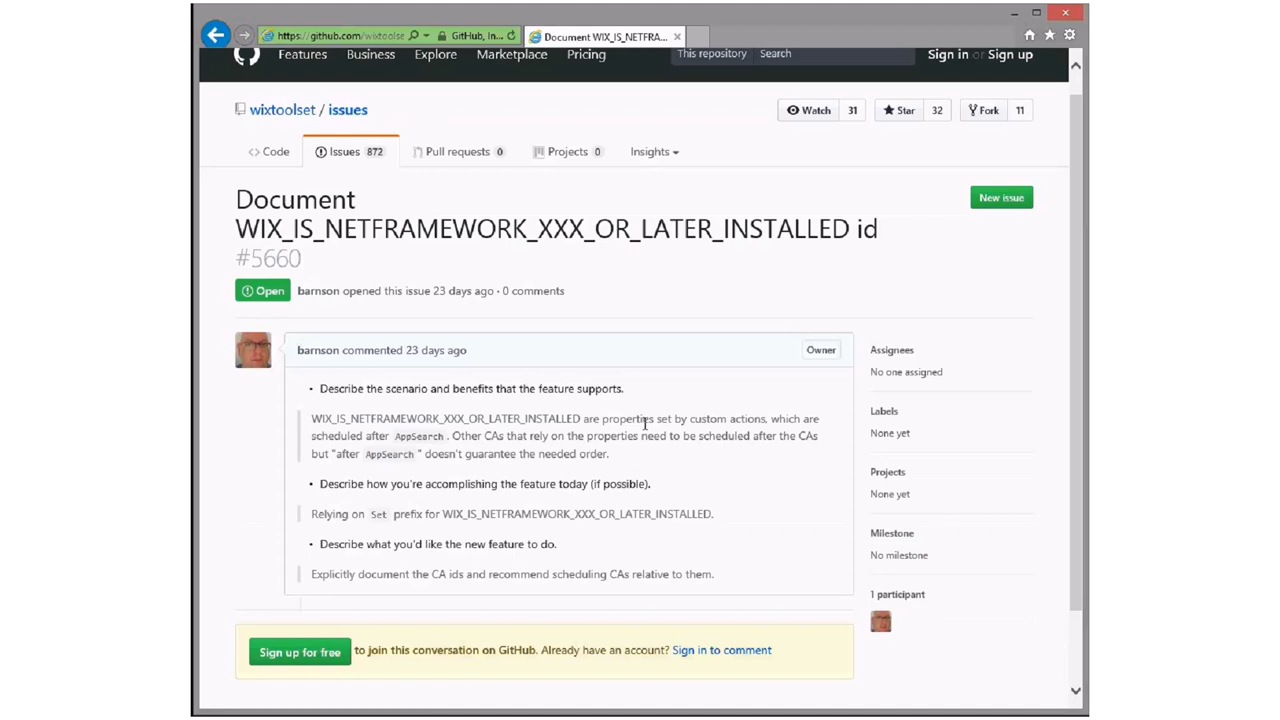 https://github.com/wixtoolse
GitHub, In...
Document WIX_IS_NETFRA...
Features Business Explore Marketplace Pricing
This repository Search
Sign in or Sign up
wixtoolset / issues
Watch 31 Star 32 Fork 11
<> Code Issues 872 Pull requests 0 Projects 0 Insights
Document
WIX_IS_NETFRAMEWORK_XXX_OR_LATER_INSTALLED id
#5660
New issue
Open barnson opened this issue 23 days ago · 0 comments
barnson commented 23 days ago Owner
• Describe the scenario and benefits that the feature supports.
WIX_IS_NETFRAMEWORK_XXX_OR_LATER_INSTALLED are properties set by custom actions, which are
scheduled after AppSearch . Other CAs that rely on the properties need to be scheduled after the CAs
but "after AppSearch " doesn't guarantee the needed order.
• Describe how you're accomplishing the feature today (if possible).
Relying on Set prefix for WIX_IS_NETFRAMEWORK_XXX_OR_LATER_INSTALLED.
• Describe what you'd like the new feature to do.
Explicitly document the CA ids and recommend scheduling CAs relative to them.
Assignees
No one assigned
Labels
None yet
Projects
None yet
Milestone
No milestone
1 participant
Sign up for free to join this conversation on GitHub. Already have an account? Sign in to comment